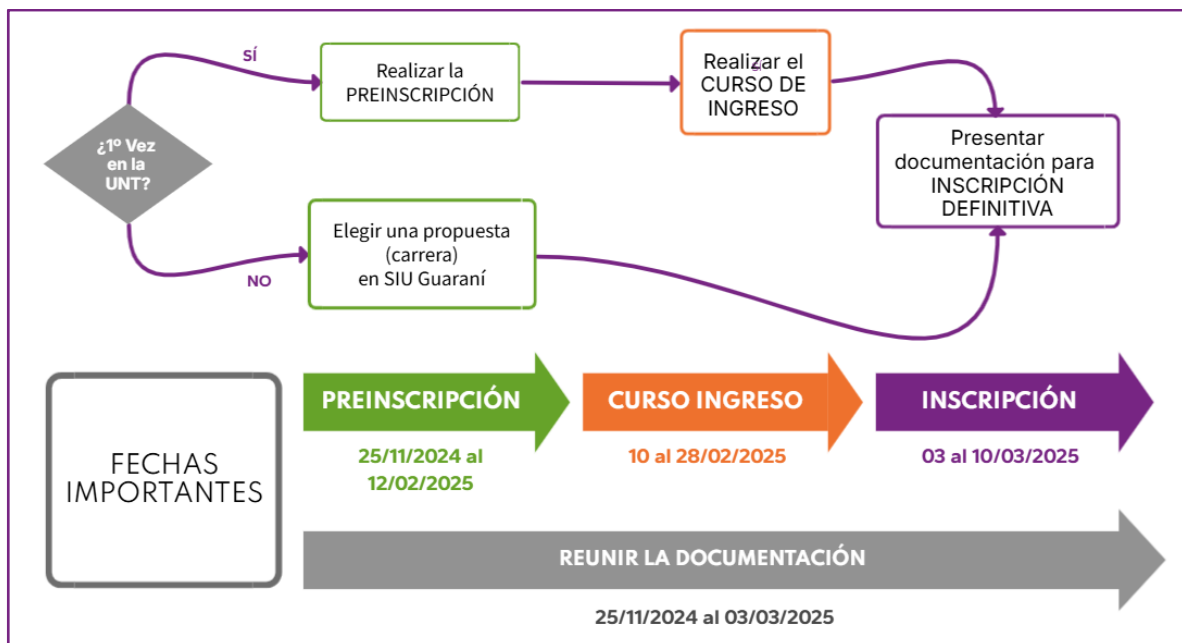 SÍ
Realizar la
PREINSCRIPCIÓN
Realizar el
CURSO DE
INGRESO
¿1º Vez
en la
UNT?
Presentar
documentación para
INSCRIPCIÓN
DEFINITIVA
Elegir una propuesta
(carrera)
en SIU Guaraní
NO
FECHAS
IMPORTANTES
PREINSCRIPCIÓN
25/11/2024 al
12/02/2025
CURSO INGRESO
10 al 28/02/2025
INSCRIPCIÓN
03 al 10/03/2025
REUNIR LA DOCUMENTACIÓN
25/11/2024 al 03/03/2025